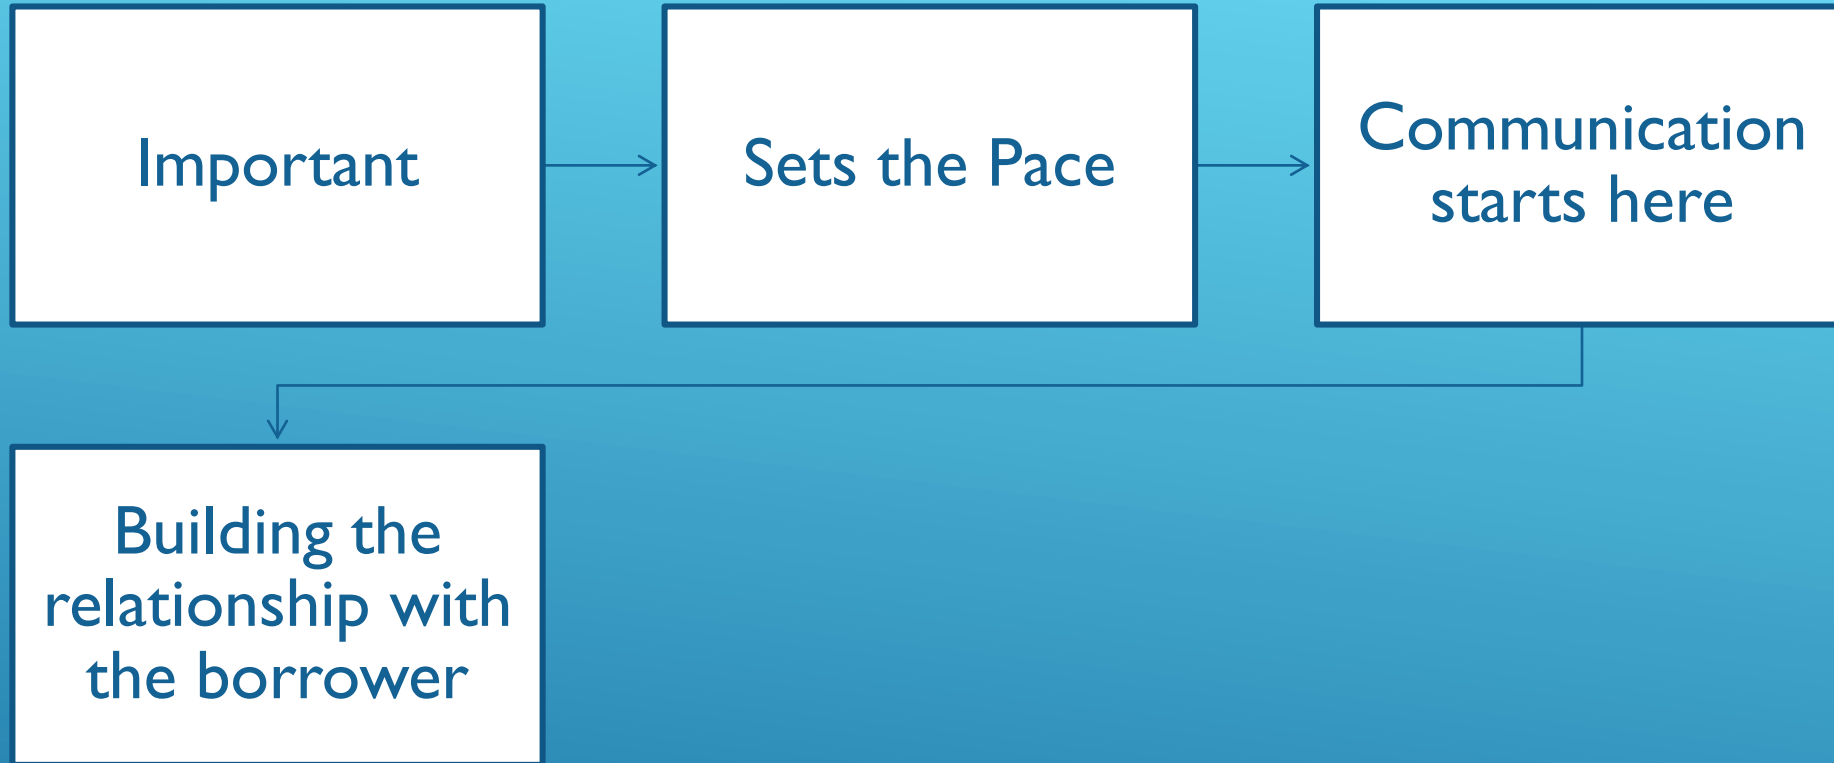 Important
Sets the Pace
Communication
starts here
Building the
relationship with
the borrower